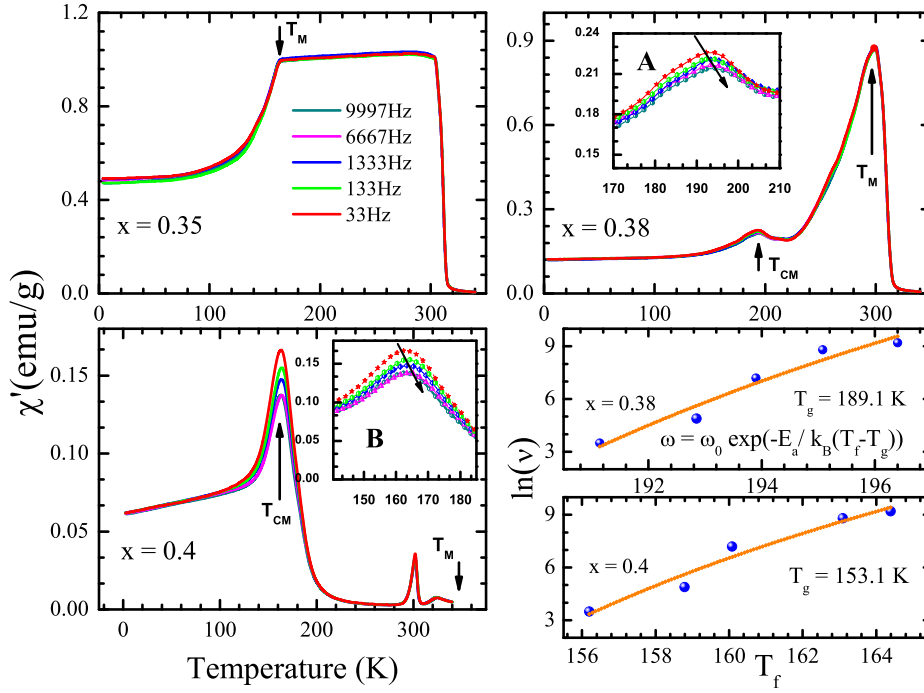 χ'(emu/g)
1.2
0.8
0.4
0.0
T_M
9997Hz
6667Hz
1333Hz
133Hz
33Hz
x = 0.35
0 100 200 300
0.9
0.6
0.3
0.0
0.24
0.21
0.18
0.15
A
170 180 190 200 210
T_M
x = 0.38
T_CM
0 100 200 300
0.15
0.10
0.05
0.00
0.15
0.10
0.05
0.00
B
150 160 170 180
T_CM
T_M
x = 0.4
0 100 200 300
Temperature (K)
ln(ν)
9
6
3
x = 0.38
T_g = 189.1 K
ω = ω_0 exp(-E_a / k_B(T_f-T_g))
192 194 196
9
6
3
x = 0.4
T_g = 153.1 K
156 158 160 162 164
T_f